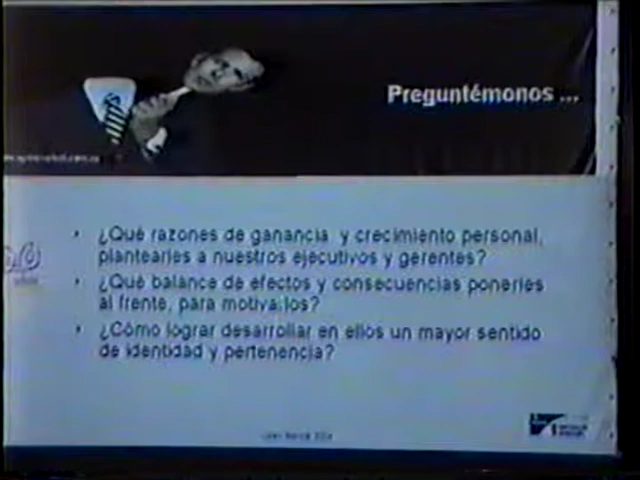 Preguntémonos ...
• ¿Qué razones de ganancia y crecimiento personal,
plantearles a nuestros ejecutivos y gerentes?
• ¿Qué balance de efectos y consecuencias ponerles
al frente, para motivarlos?
• ¿Cómo lograr desarrollar en ellos un mayor sentido
de identidad y pertenencia?